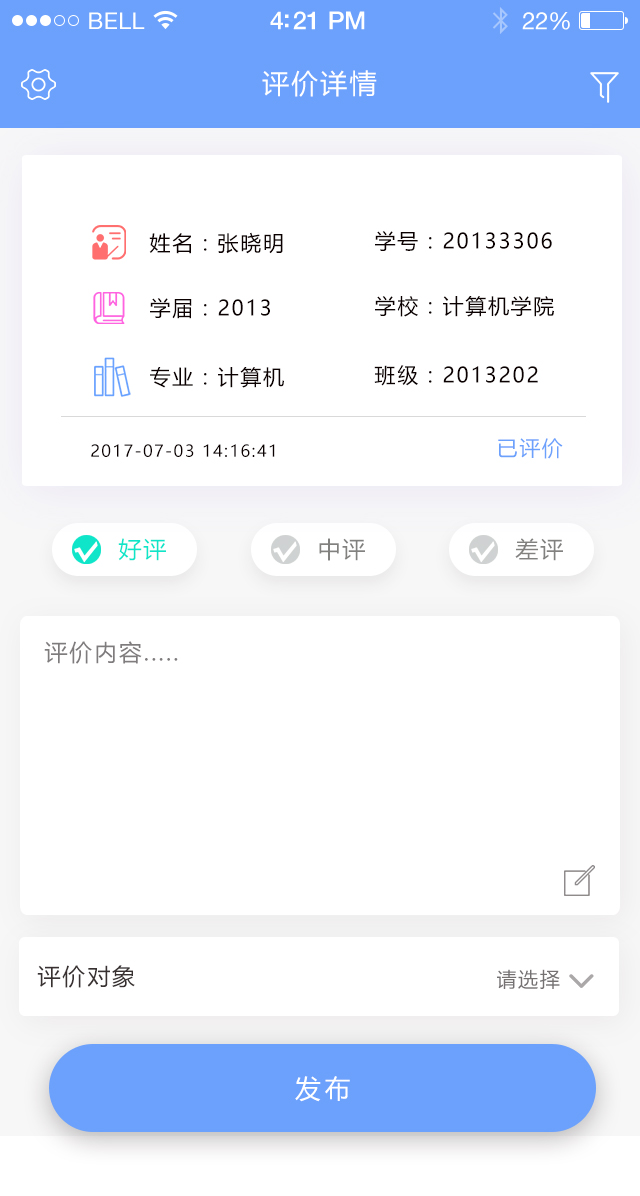 BELL 4:21 PM 22%
评价详情
姓名：张晓明 学号：20133306
学届：2013 学校：计算机学院
专业：计算机 班级：2013202
2017-07-03 14:16:41 已评价
好评 中评 差评
评价内容.....
评价对象 请选择
发布